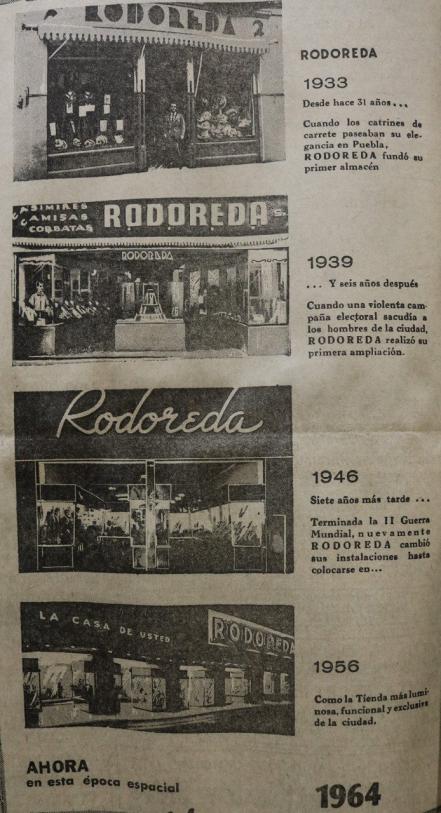 RODOREDA 2
RODOREDA
1933
Desde hace 31 años...
Cuando los catrines de
carrete paseaban su ele-
gancia en Puebla,
RODOREDA fundó su
primer almacén
CASIMIRES
CAMISAS
CORBATAS
RODOREDA
RODOREDA
1939
... Y seis años después
Cuando una violenta cam-
paña electoral sacudía a
los hombres de la ciudad,
RODOREDA realizó su
primera ampliación.
Rodoreda
1946
Siete años más tarde ...
Terminada la II Guerra
Mundial, nuevamente
RODOREDA cambió
sus instalaciones hasta
colocarse en...
LA CASA DE USTED
RODOREDA
1956
Como la Tienda más lumi-
nosa, funcional y exclusiva
de la ciudad.
AHORA
en esta época espacial
1964